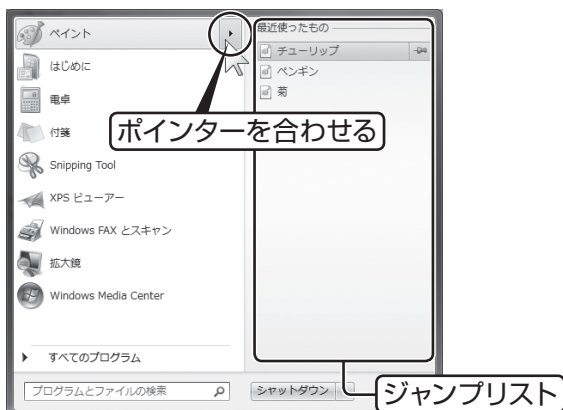 ペイント
はじめに
電卓
付箋
Snipping Tool
XPS ビューアー
Windows FAX とスキャン
拡大鏡
Windows Media Center
すべてのプログラム
プログラムとファイルの検索
最近使ったもの
チューリップ
ペンギン
菊
シャットダウン
ポインターを合わせる
ジャンプリスト